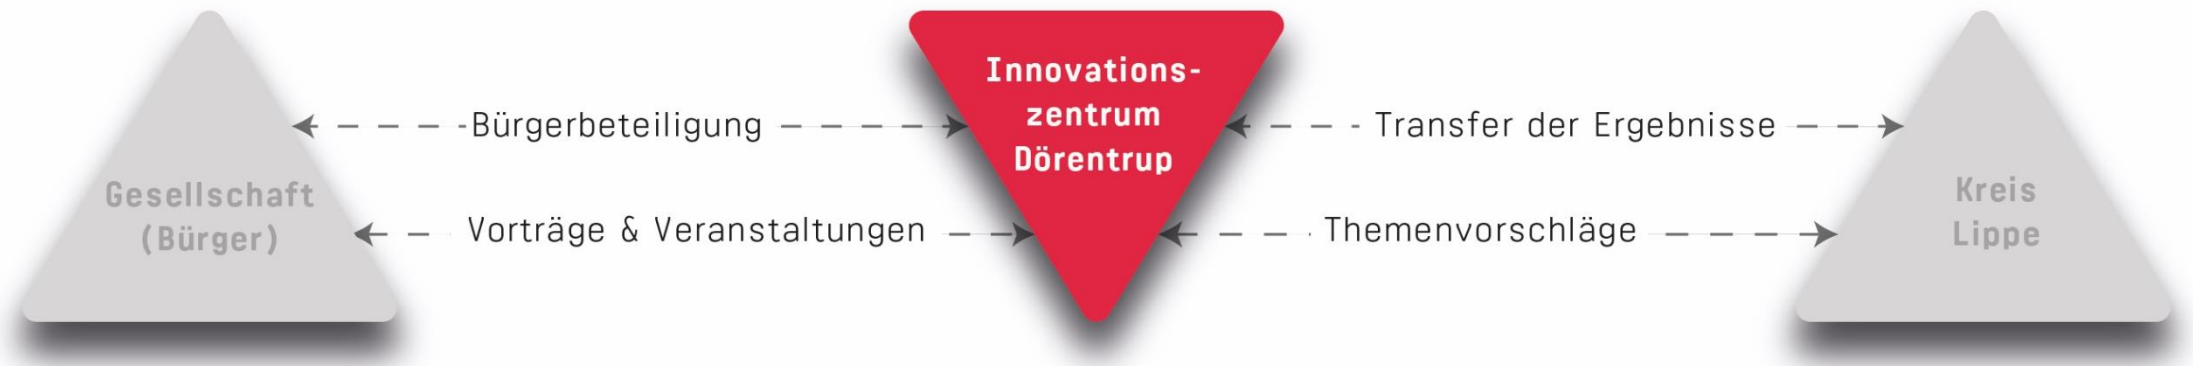 Innovations-
zentrum
Dörentrup
Bürgerbeteiligung
Transfer der Ergebnisse
Gesellschaft
(Bürger)
Vorträge & Veranstaltungen
Themenvorschläge
Kreis
Lippe